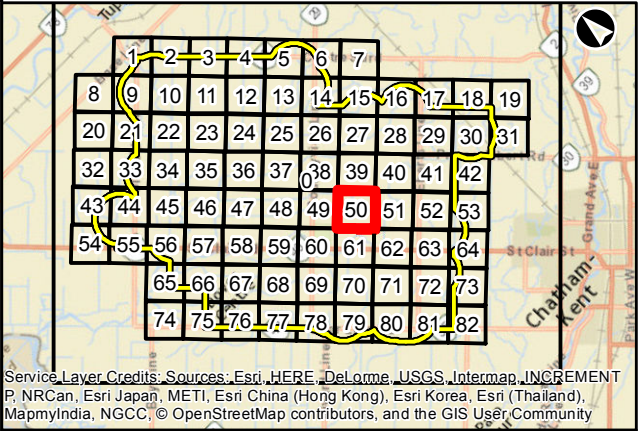 Tup
20
1 2 3 4 5 6 7
8 9 10 11 12 13 14 15 16 17 18 19
39
20 21 22 23 24 25 26 27 28 29 30 31
Rd
32 33 34 35 36 37 38 39 40 41 42
0
43 44 45 46 47 48 49 50 51 52 53
Grand Ave E
54 55 56 57 58 59 60 61 62 63 64
St Clair St
65 66 67 68 69 70 71 72 73
Chatham-
Kent
Park Ave W
74 75 76 77 78 79 80 81 82
Service Layer Credits: Sources: Esri, HERE, DeLorme, USGS, Intermap, INCREMENT
P, NRCan, Esri Japan, METI, Esri China (Hong Kong), Esri Korea, Esri (Thailand),
MapmyIndia, NGCC, © OpenStreetMap contributors, and the GIS User Community